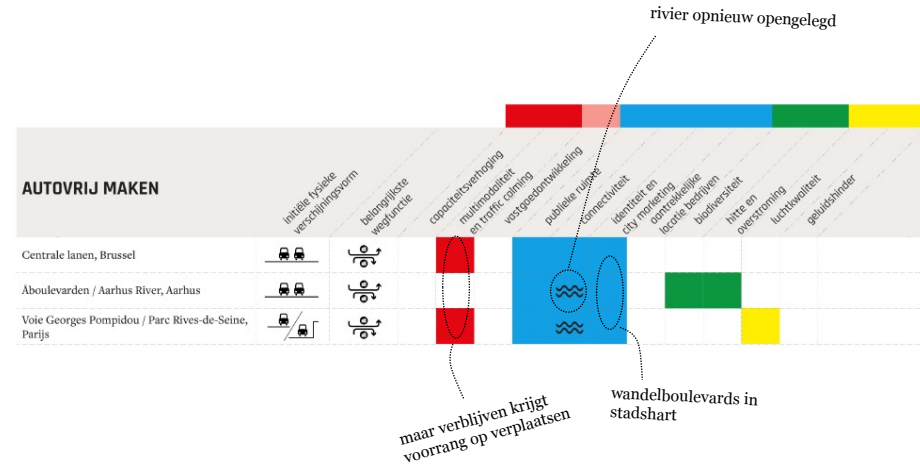 rivier opnieuw opengelegd
AUTOVRIJ MAKEN
initiële fysieke
verschijningsvorm
belangrijkste
wegfunctie
capaciteitsverhoging
multimodaliteit
en traffic calming
vastgoedontwikkeling
publieke ruimte
connectiviteit
identiteit en
city marketing
aantrekkelijke
locatie bedrijven
biodiversiteit
hitte en
overstroming
luchtkwaliteit
geluidshinder
Centrale lanen, Brussel
Åboulevarden / Aarhus River, Aarhus
Voie Georges Pompidou / Parc Rives-de-Seine,
Parijs
maar verblijven krijgt
voorrang op verplaatsen
wandelboulevards in
stadshart